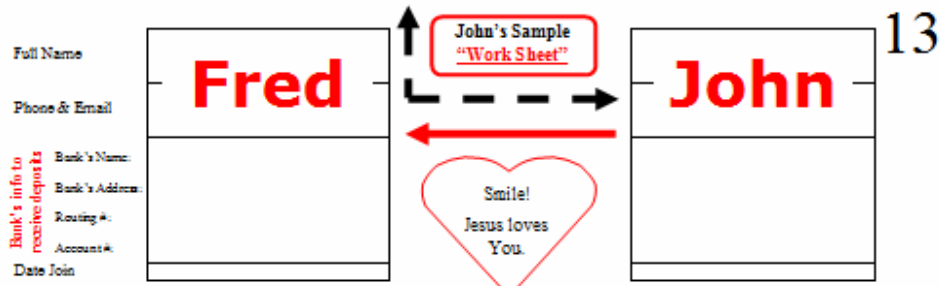 13
John's Sample
"Work Sheet"
Full Name
Fred
John
Phone & Email
Bank's info to
receive deposits
Bank's Name:
Bank's Address:
Routing #:
Account #:
Date Join
Smile!
Jesus loves
You.